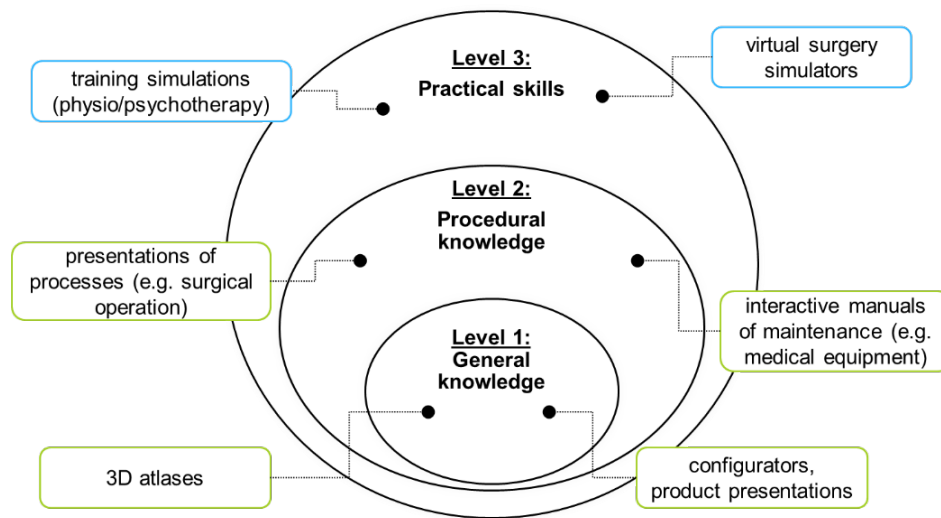 Level 3:
Practical skills
training simulations
(physio/psychotherapy)
virtual surgery
simulators
Level 2:
Procedural
knowledge
presentations of
processes (e.g. surgical
operation)
interactive manuals
of maintenance (e.g.
medical equipment)
Level 1:
General
knowledge
3D atlases
configurators,
product presentations